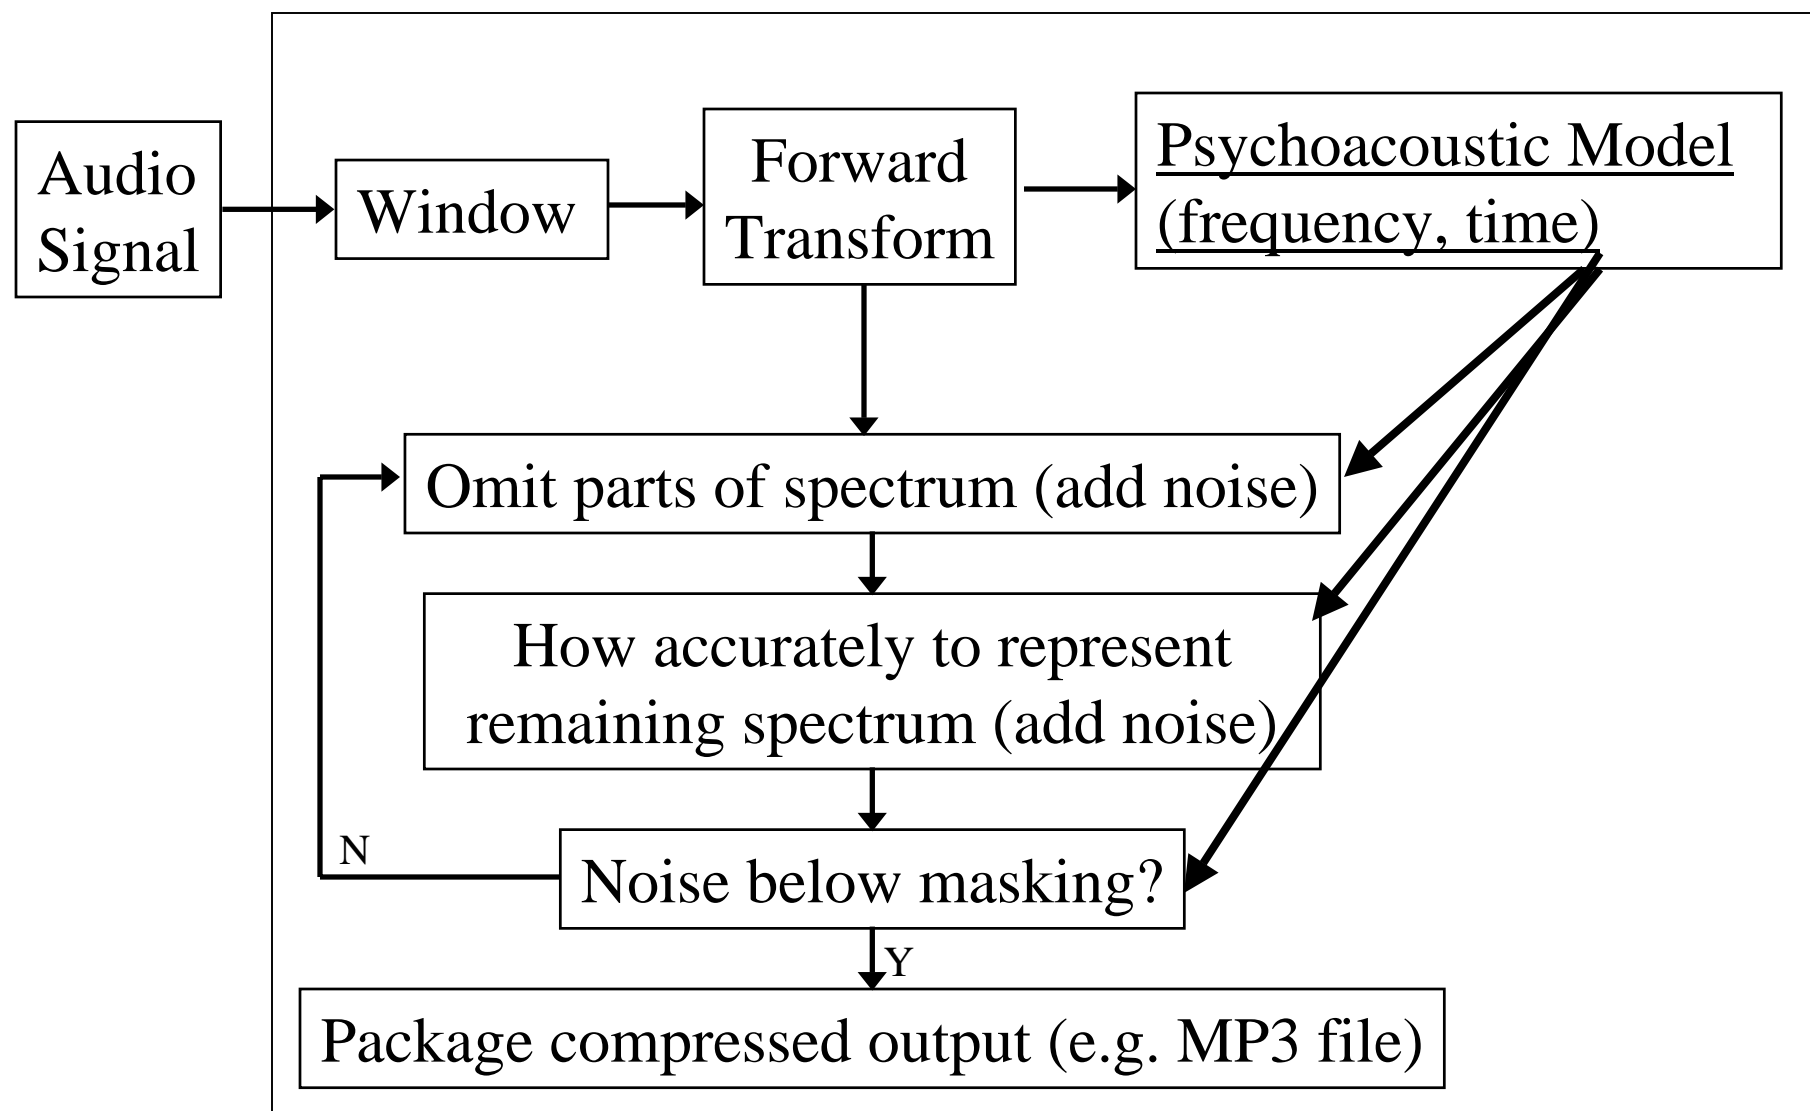 Audio
Signal
Window
Forward
Transform
Psychoacoustic Model
(frequency, time)
Omit parts of spectrum (add noise)
How accurately to represent
remaining spectrum (add noise)
N
Noise below masking?
Y
Package compressed output (e.g. MP3 file)